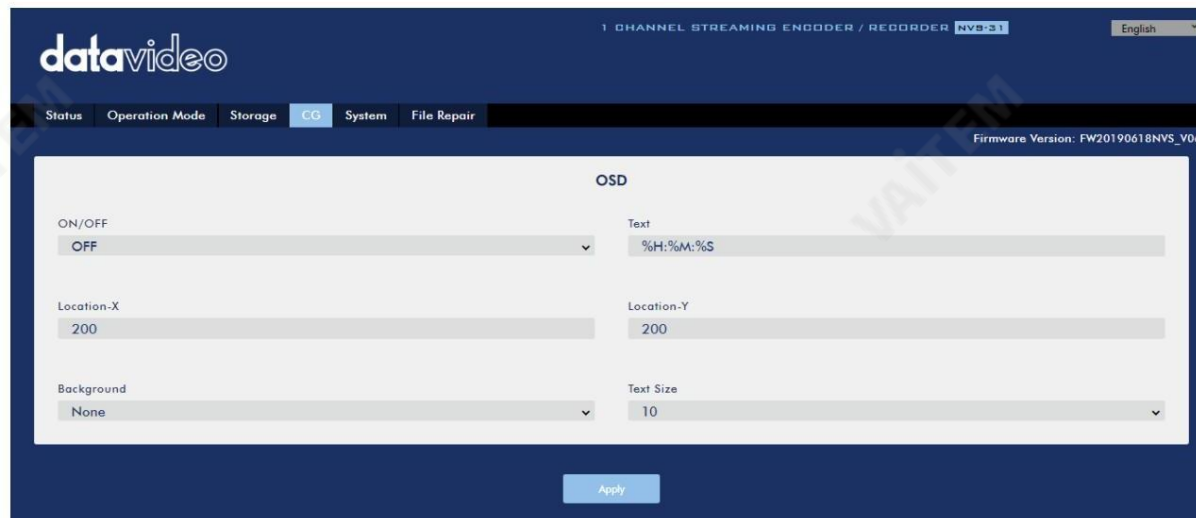 1 CHANNEL STREAMING ENCODER / RECORDER NVS-31
English
datavideo
Status Operation Mode Storage CG System File Repair
Firmware Version: FW20190618NVS_V0
OSD
ON/OFF Text
OFF %H:%M:%S
Location-X Location-Y
200 200
Background Text Size
None 10
Apply
VAITEM